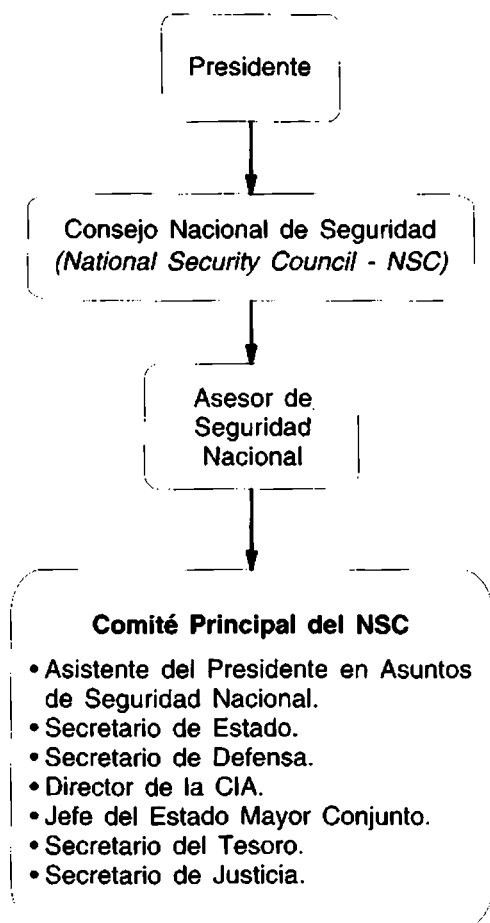 Presidente
Consejo Nacional de Seguridad
(National Security Council - NSC)
Asesor de
Seguridad
Nacional
Comité Principal del NSC
• Asistente del Presidente en Asuntos
de Seguridad Nacional.
• Secretario de Estado.
• Secretario de Defensa.
• Director de la CIA.
• Jefe del Estado Mayor Conjunto.
• Secretario del Tesoro.
• Secretario de Justicia.